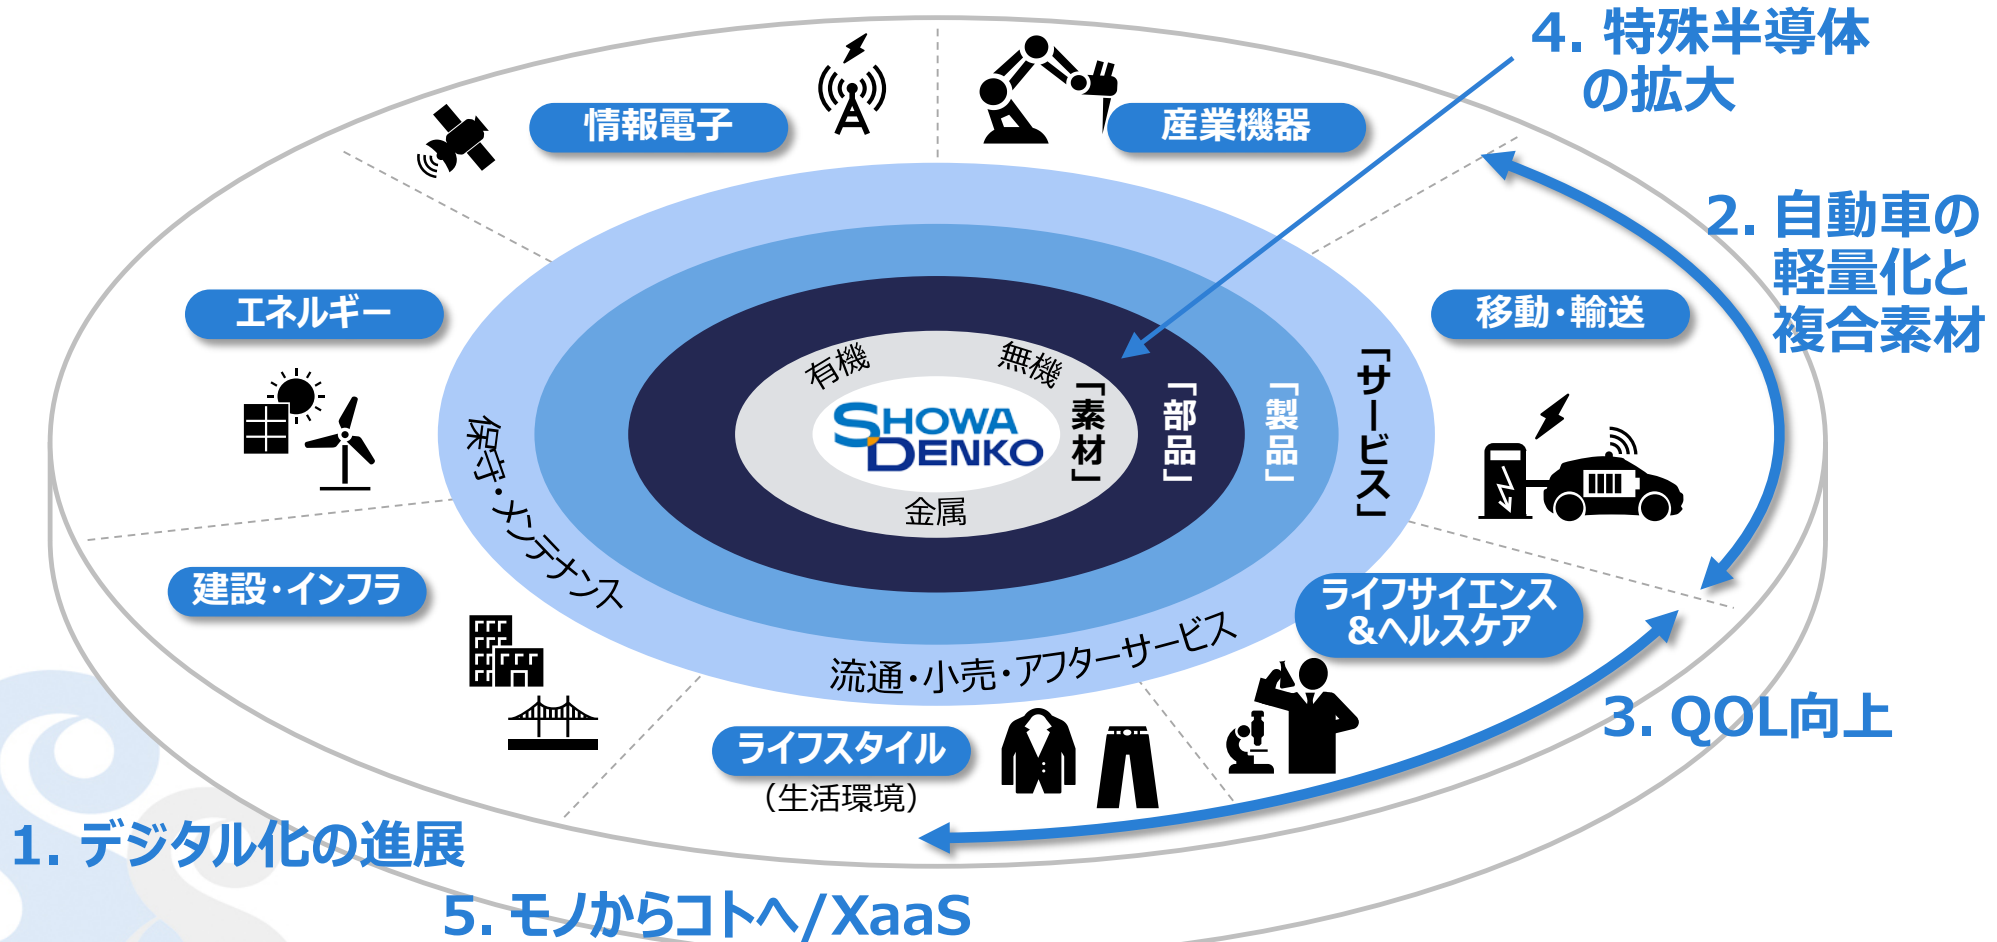 4. 特殊半導体
の拡大
情報電子
産業機器
2. 自動車の
軽量化と
複合素材
エネルギー
移動・輸送
有機
無機
「素材」
「部品」
「製品」
「サービス」
SHOWA
DENKO
金属
保守・メンテナンス
建設・インフラ
ライフサイエンス
&ヘルスケア
流通・小売・アフターサービス
3. QOL向上
ライフスタイル
（生活環境）
1. デジタル化の進展
5. モノからコトへ/XaaS